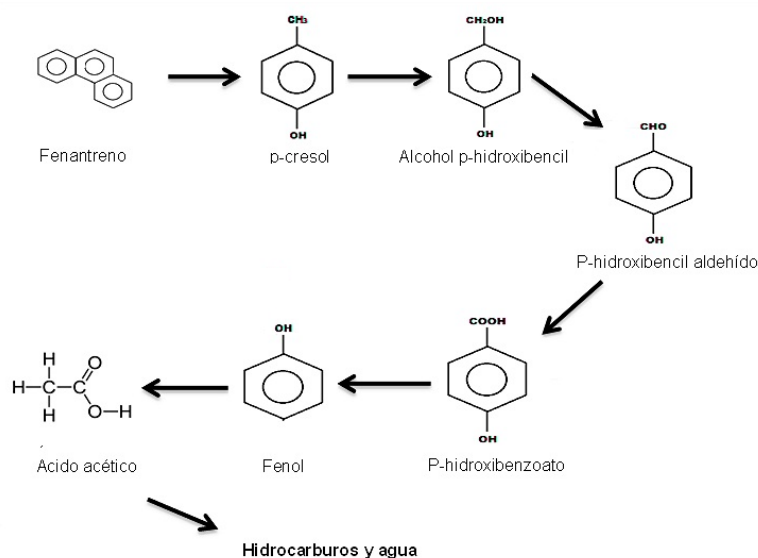 CH₃
OH
Fenantreno
p-cresol
CH₂OH
OH
Alcohol p-hidroxibencil
CHO
OH
P-hidroxibencil aldehído
COOH
OH
P-hidroxibenzoato
OH
Fenol
H
O
H
C
C
H
O
H
Acido acético
Hidrocarburos y agua